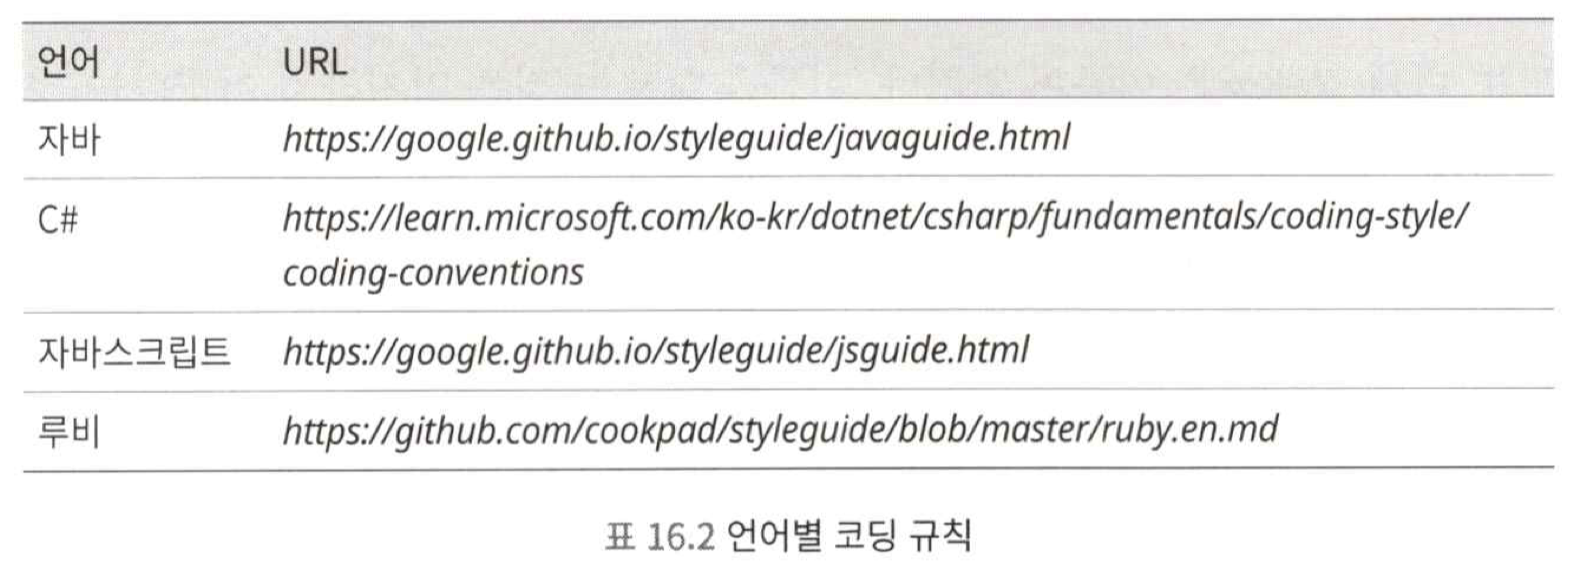 언어 URL
자바 https://google.github.io/styleguide/javaguide.html
C# https://learn.microsoft.com/ko-kr/dotnet/csharp/fundamentals/coding-style/
coding-conventions
자바스크립트 https://google.github.io/styleguide/jsguide.html
루비 https://github.com/cookpad/styleguide/blob/master/ruby.en.md
표 16.2 언어별 코딩 규칙